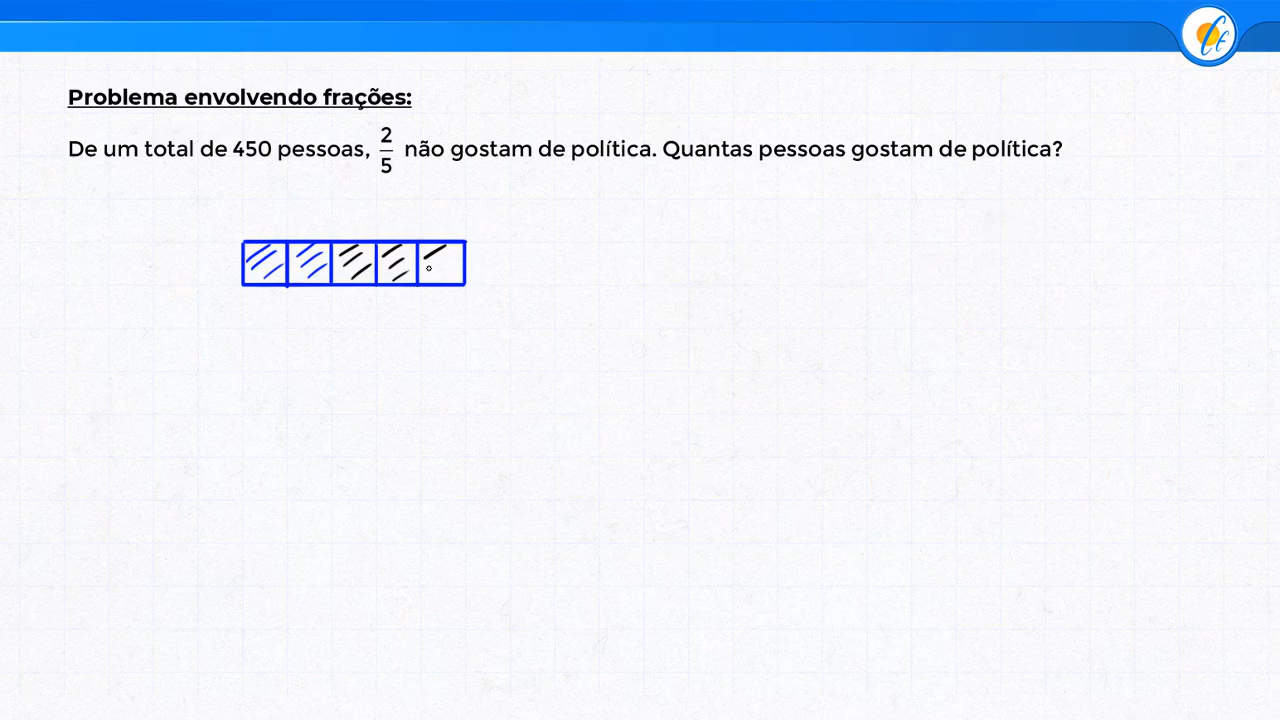 Problema envolvendo frações:
De um total de 450 pessoas, 2/5 não gostam de política. Quantas pessoas gostam de política?